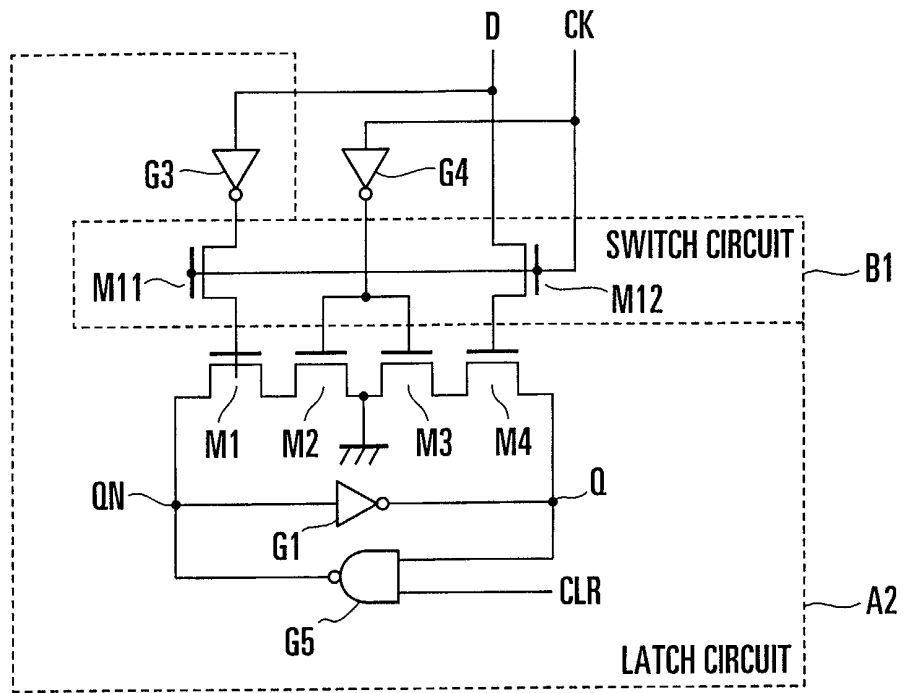 D CK
G3 G4
SWITCH CIRCUIT
B1
M11 M12
M1 M2 M3 M4
QN Q
G1
CLR
A2
G5
LATCH CIRCUIT